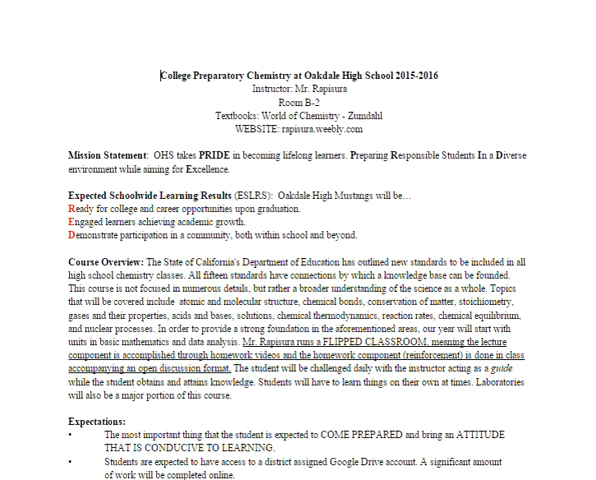 College Preparatory Chemistry at Oakdale High School 2015-2016
Instructor: Mr. Rapisura
Room B-2
Textbooks: World of Chemistry - Zumdahl
WEBSITE: rapisura.weebly.com
Mission Statement: OHS takes PRIDE in becoming lifelong learners. Preparing Responsible Students In a Diverse
environment while aiming for Excellence.
Expected Schoolwide Learning Results (ESLRS): Oakdale High Mustangs will be…
Ready for college and career opportunities upon graduation.
Engaged learners achieving academic growth.
Demonstrate participation in a community, both within school and beyond.
Course Overview: The State of California's Department of Education has outlined new standards to be included in all
high school chemistry classes. All fifteen standards have connections by which a knowledge base can be founded.
This course is not focused in numerous details, but rather a broader understanding of the science as a whole. Topics
that will be covered include atomic and molecular structure, chemical bonds, conservation of matter, stoichiometry,
gases and their properties, acids and bases, solutions, chemical thermodynamics, reaction rates, chemical equilibrium,
and nuclear processes. In order to provide a strong foundation in the aforementioned areas, our year will start with
units in basic mathematics and data analysis. Mr. Rapisura runs a FLIPPED CLASSROOM, meaning the lecture
component is accomplished through homework videos and the homework component (reinforcement) is done in class
accompanying an open discussion format. The student will be challenged daily with the instructor acting as a guide
while the student obtains and attains knowledge. Students will have to learn things on their own at times. Laboratories
will also be a major portion of this course.
Expectations:
• The most important thing that the student is expected to COME PREPARED and bring an ATTITUDE
THAT IS CONDUCIVE TO LEARNING.
• Students are expected to have access to a district assigned Google Drive account. A significant amount
of work will be completed online.